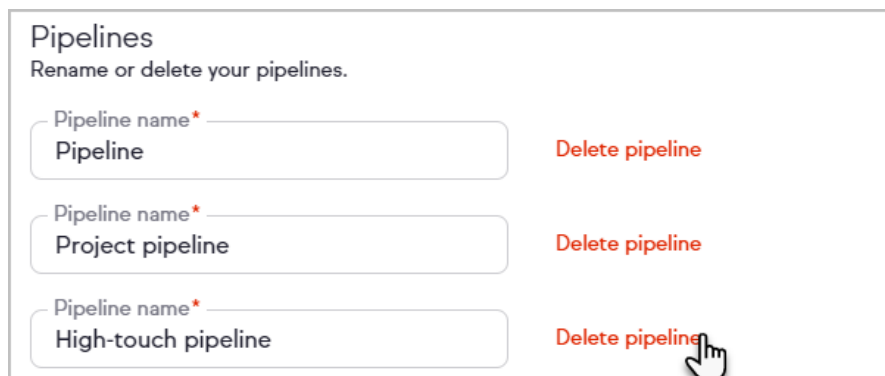 Pipelines
Rename or delete your pipelines.
Pipeline name*
Pipeline
Delete pipeline
Pipeline name*
Project pipeline
Delete pipeline
Pipeline name*
High-touch pipeline
Delete pipeline